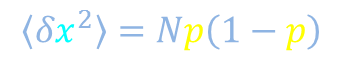 ⟨δx²⟩ = Np(1 − p)